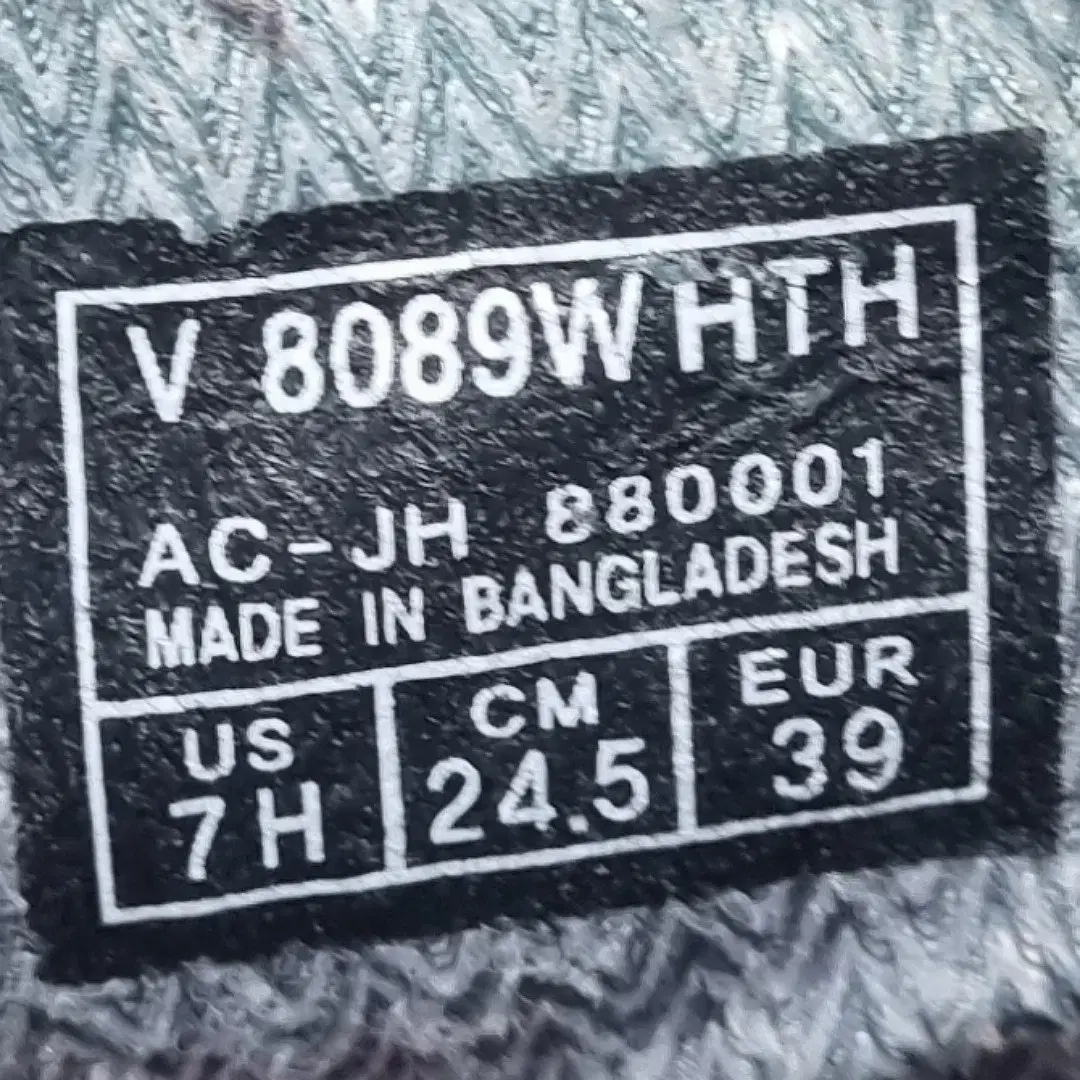 V 8089W HTH
AC-JH 880001
MADE IN BANGLADESH
US CM EUR
7H 24.5 39